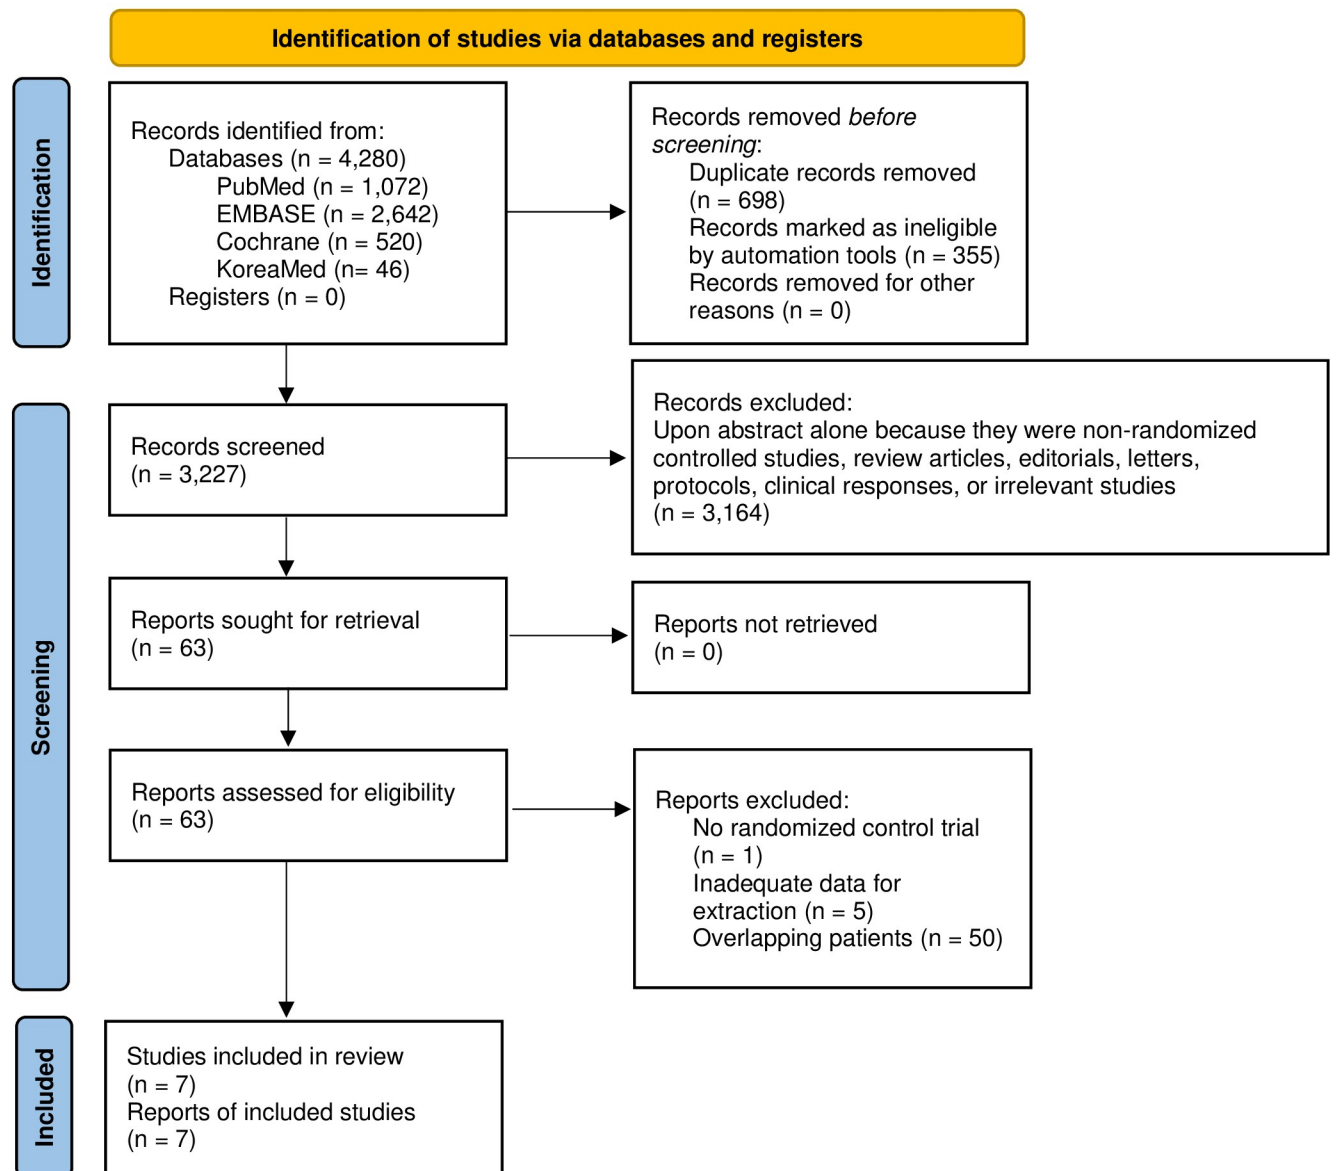 Identification of studies via databases and registers
Identification
Records identified from:
Databases (n = 4,280)
PubMed (n = 1,072)
EMBASE (n = 2,642)
Cochrane (n = 520)
KoreaMed (n= 46)
Registers (n = 0)
Records removed before
screening:
Duplicate records removed
(n = 698)
Records marked as ineligible
by automation tools (n = 355)
Records removed for other
reasons (n = 0)
Screening
Records screened
(n = 3,227)
Records excluded:
Upon abstract alone because they were non-randomized
controlled studies, review articles, editorials, letters,
protocols, clinical responses, or irrelevant studies
(n = 3,164)
Reports sought for retrieval
(n = 63)
Reports not retrieved
(n = 0)
Reports assessed for eligibility
(n = 63)
Reports excluded:
No randomized control trial
(n = 1)
Inadequate data for
extraction (n = 5)
Overlapping patients (n = 50)
Included
Studies included in review
(n = 7)
Reports of included studies
(n = 7)